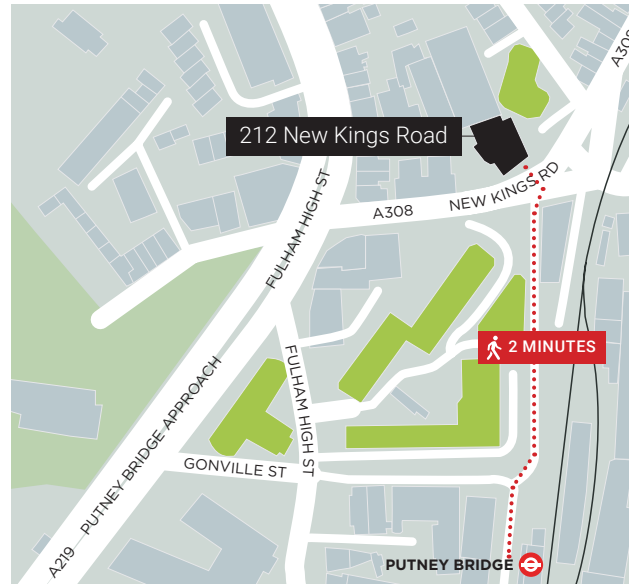 A308
212 New Kings Road
FULHAM HIGH ST
A308
NEW KINGS RD
2 MINUTES
FULHAM HIGH ST
PUTNEY BRIDGE APPROACH
GONVILLE ST
A219
PUTNEY BRIDGE